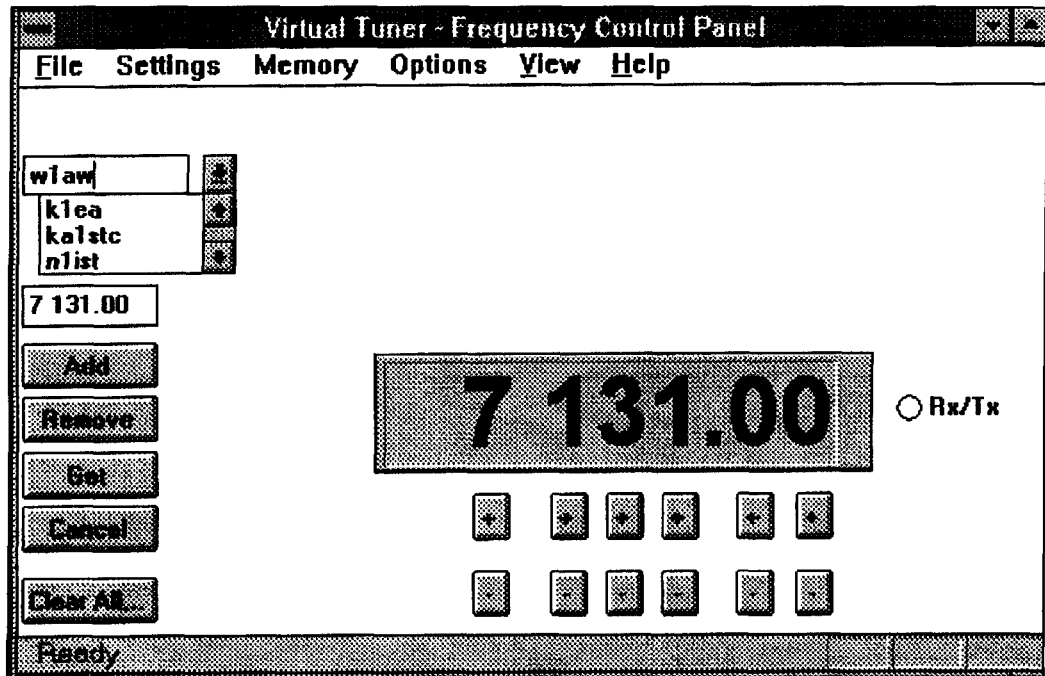 Virtual Tuner - Frequency Control Panel
File Settings Memory Options View Help
w1aw
k1ea
ka1stc
n1ist
7 131.00
Add
Remove
Get
Cancel
Clear All...
7 131.00
Rx/Tx
+ + + + + +
- - - - - -
Ready